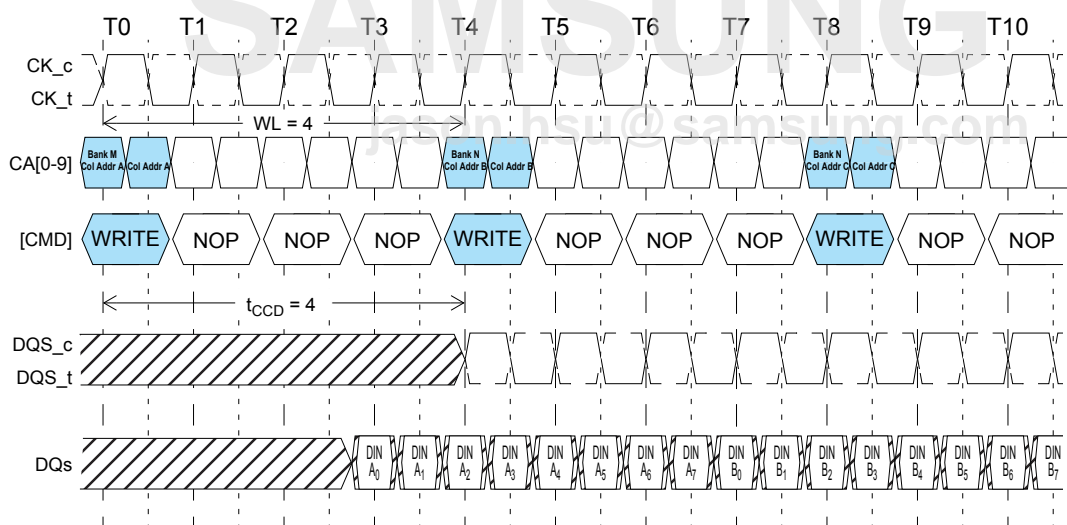 SAMSUNG
T0 T1 T2 T3 T4 T5 T6 T7 T8 T9 T10
CK_c
CK_t
WL = 4
jason.hsu@samsung.com
CA[0-9]
Bank M
Col Addr A
Col Addr A
Bank N
Col Addr B
Col Addr B
Bank N
Col Addr C
Col Addr C
[CMD] WRITE NOP NOP NOP WRITE NOP NOP NOP WRITE NOP NOP
tCCD = 4
DQS_c
DQS_t
DQs
DIN DIN DIN DIN DIN DIN DIN DIN DIN DIN DIN DIN DIN DIN DIN DIN
A0 A1 A2 A3 A4 A5 A6 A7 B0 B1 B2 B3 B4 B5 B6 B7